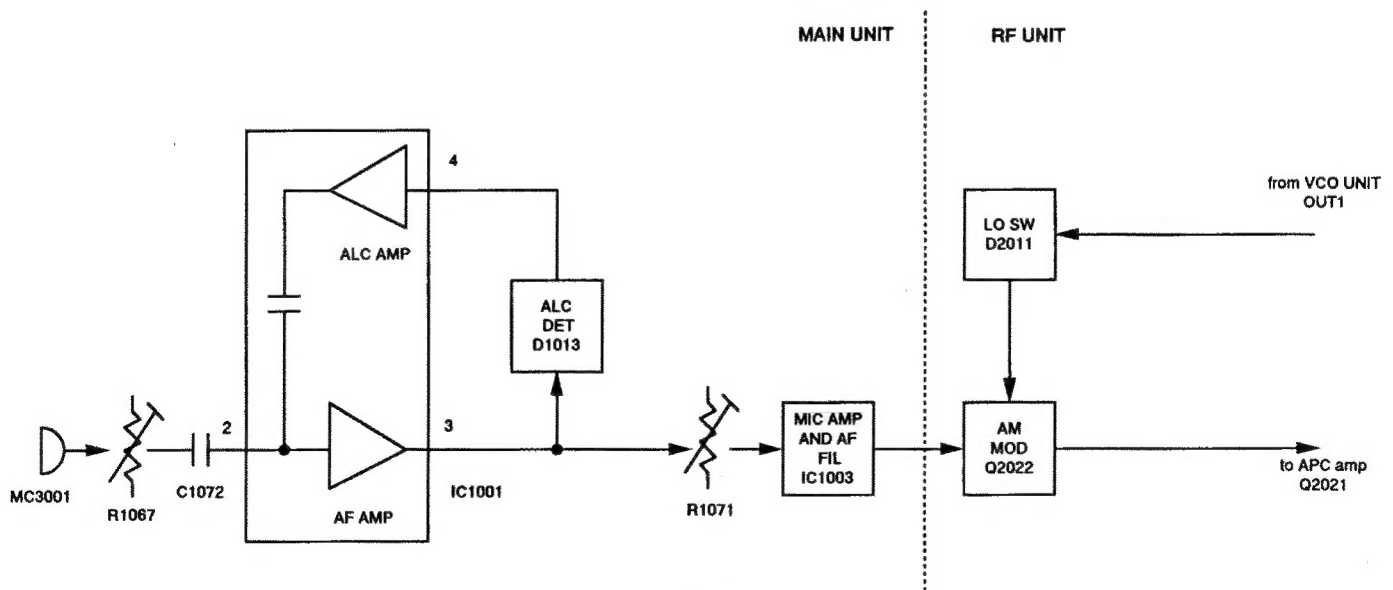 MAIN UNIT
RF UNIT
4
ALC AMP
ALC
DET
D1013
from VCO UNIT
OUT1
LO SW
D2011
MC3001
R1067
2
C1072
AF AMP
3
IC1001
R1071
MIC AMP
AND AF
FIL
IC1003
AM
MOD
Q2022
to APC amp
Q2021